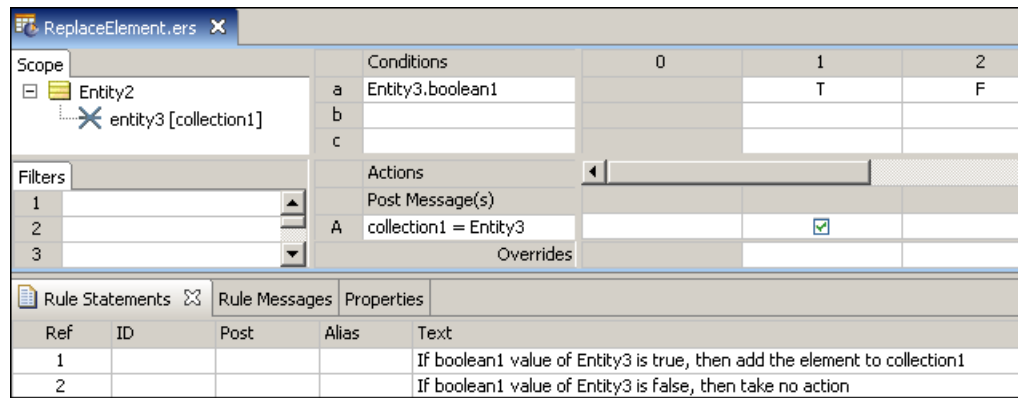 ReplaceElement.ers
Scope
Entity2
entity3 [collection1]
Conditions 0 1 2
a Entity3.boolean1 T F
b
c
Filters
1
2
3
Actions
Post Message(s)
A collection1 = Entity3
Overrides
Rule Statements Rule Messages Properties
Ref ID Post Alias Text
1 If boolean1 value of Entity3 is true, then add the element to collection1
2 If boolean1 value of Entity3 is false, then take no action